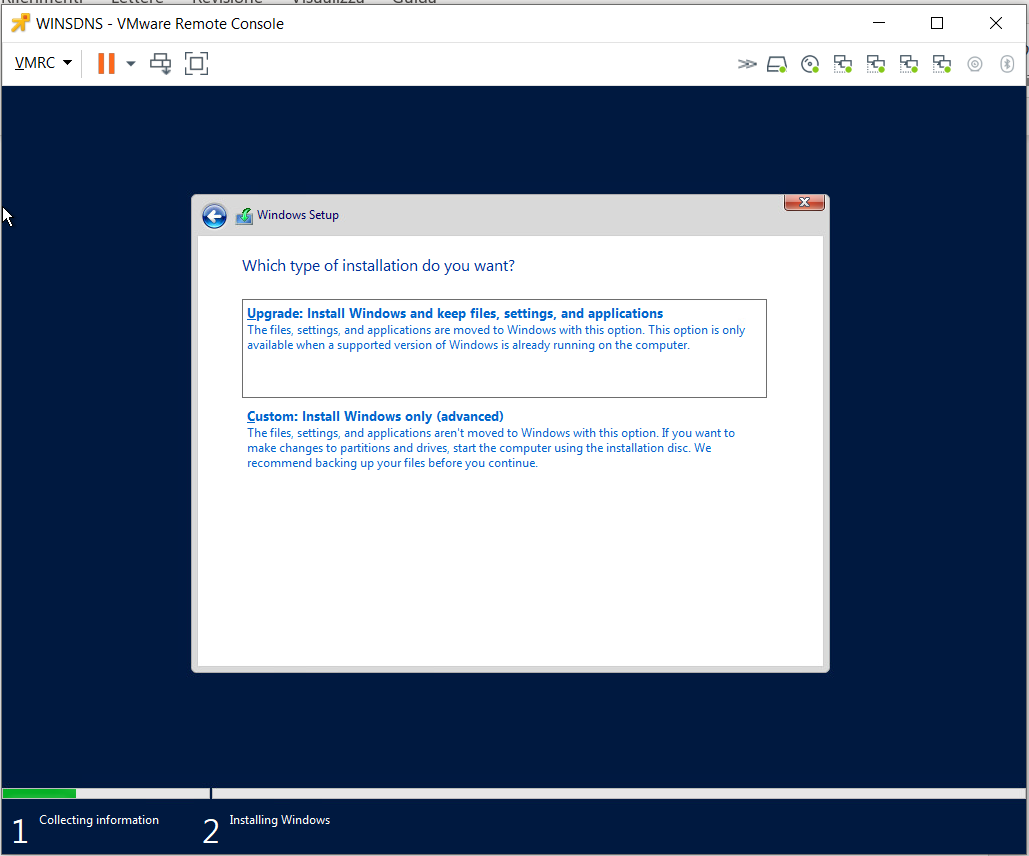 Riferimenti Lettere Revisione Visualizza Guida
WINSDNS - VMware Remote Console
VMRC
Windows Setup
Which type of installation do you want?
Upgrade: Install Windows and keep files, settings, and applications
The files, settings, and applications are moved to Windows with this option. This option is only
available when a supported version of Windows is already running on the computer.
Custom: Install Windows only (advanced)
The files, settings, and applications aren't moved to Windows with this option. If you want to
make changes to partitions and drives, start the computer using the installation disc. We
recommend backing up your files before you continue.
1 Collecting information 2 Installing Windows